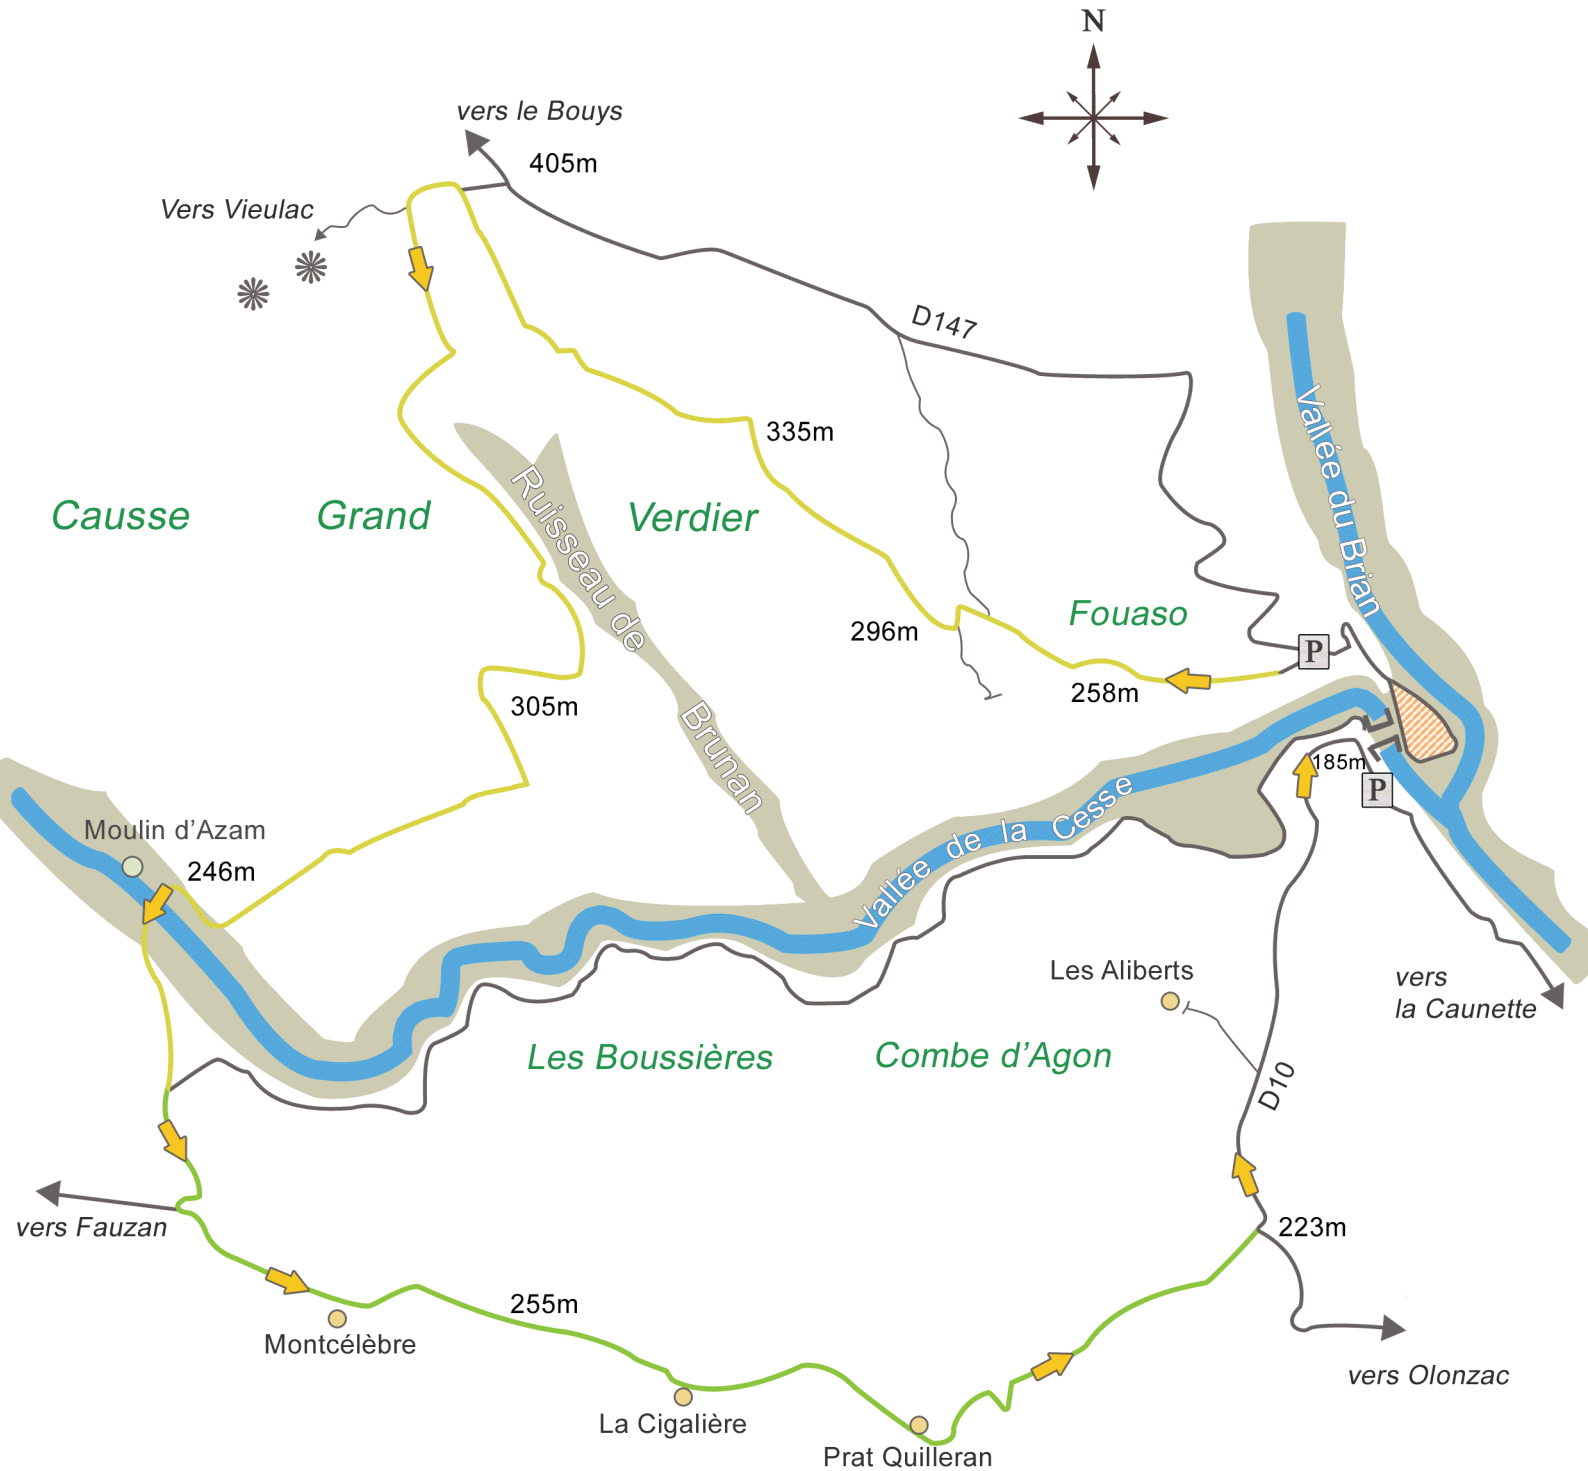 N
vers le Bouys
405m
Vers Vieulac
D147
335m
Causse
Grand
Verdier
Ruisseau de
Brunan
Vallée du Brian
Fouaso
296m
P
258m
305m
185m
P
Moulin d’Azam
246m
Vallée de la Cesse
Les Aliberts
vers
la Caunette
Les Boussières
Combe d’Agon
D10
vers Fauzan
223m
255m
Montcélèbre
vers Olonzac
La Cigalière
Prat Quilleran